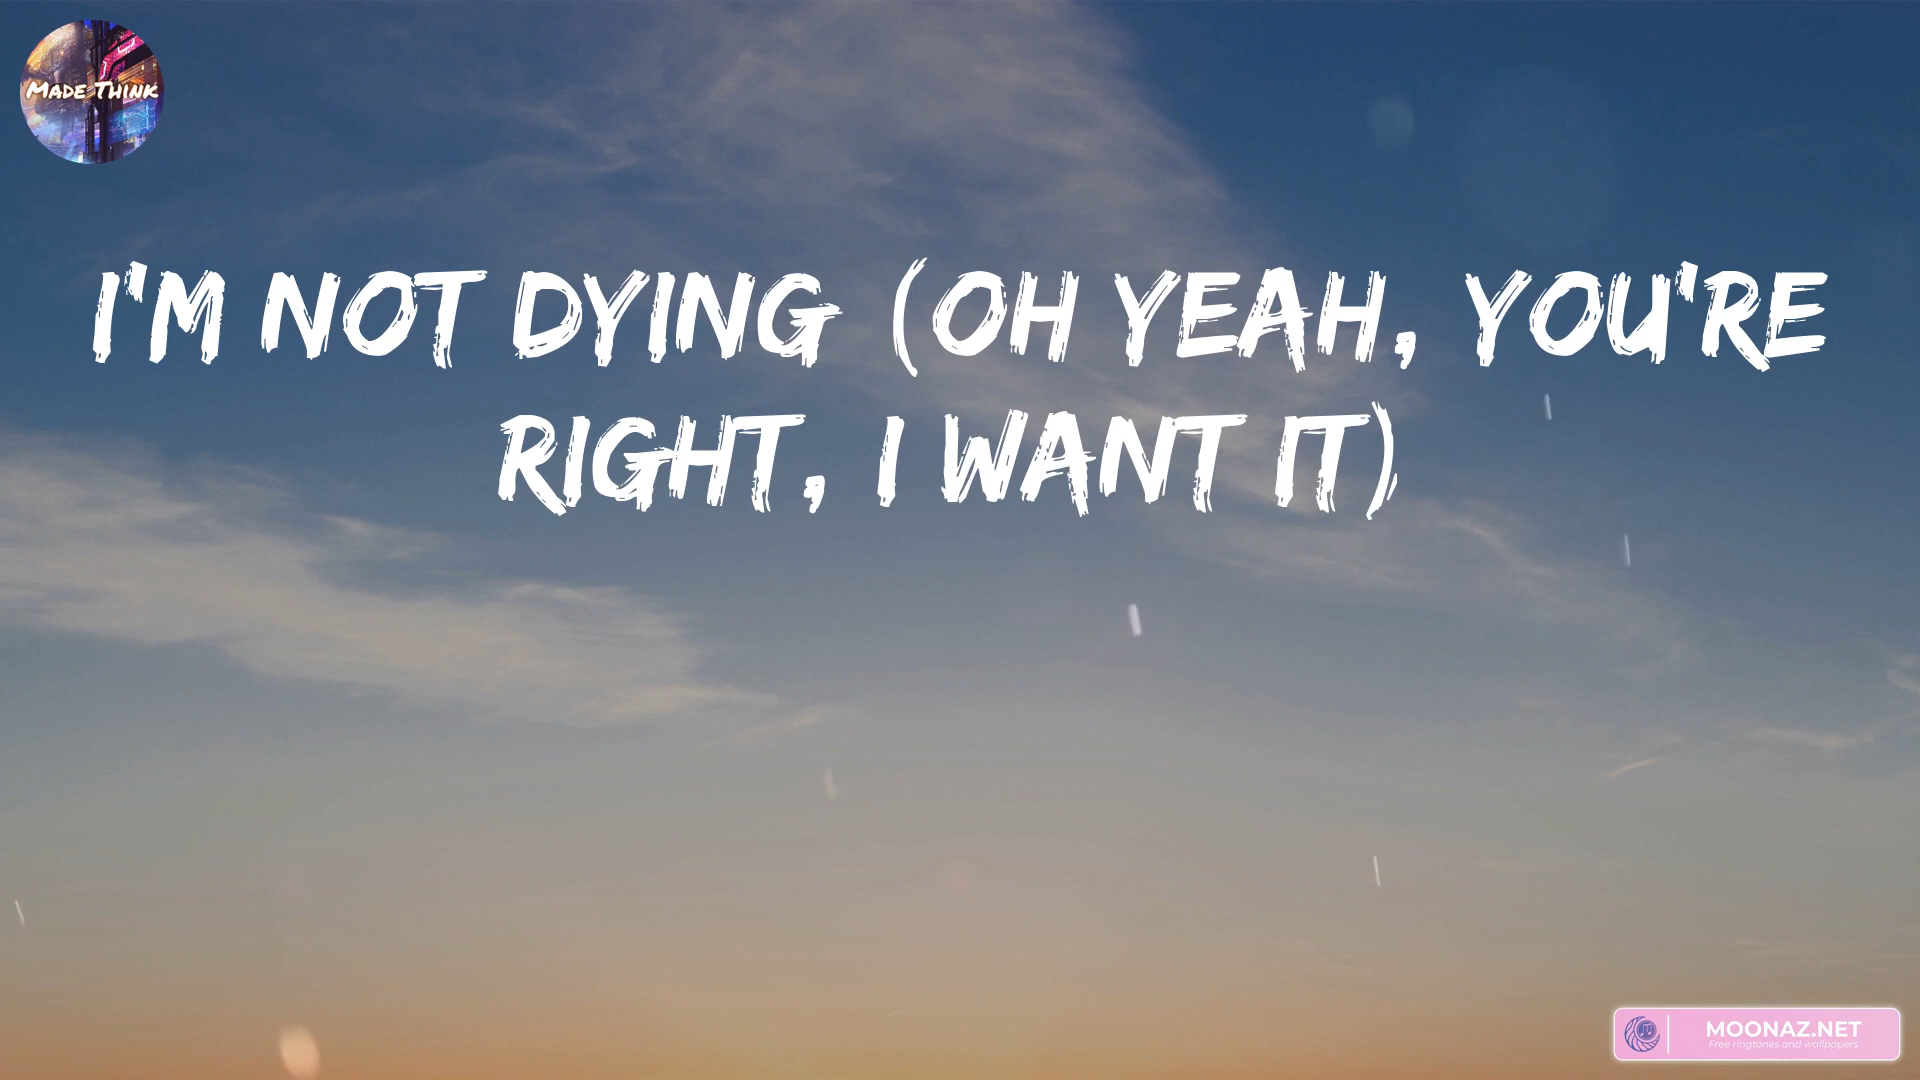 MADE THINK
I'M NOT DYING (OH YEAH, YOU'RE
RIGHT, I WANT IT)
MOONAZ.NET
Free ringtones and wallpapers